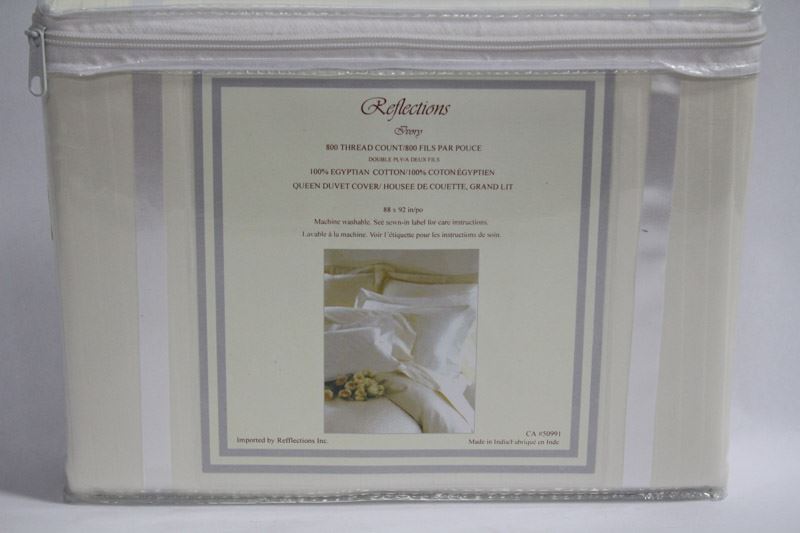 Reflections
Ivory
800 THREAD COUNT/800 FILS PAR POUCE
DOUBLE PLY/A DEUX FILS
100% EGYPTIAN COTTON/100% COTON ÉGYPTIEN
QUEEN DUVET COVER/ HOUSÉE DE COUETTE, GRAND LIT
88 x 92 in/po
Machine washable. See sewn-in label for care instructions.
Lavable à la machine. Voir l'étiquette pour les instructions de soin.
CA #50991
Imported by Refflections Inc. Made in India/Fabriqué en Inde